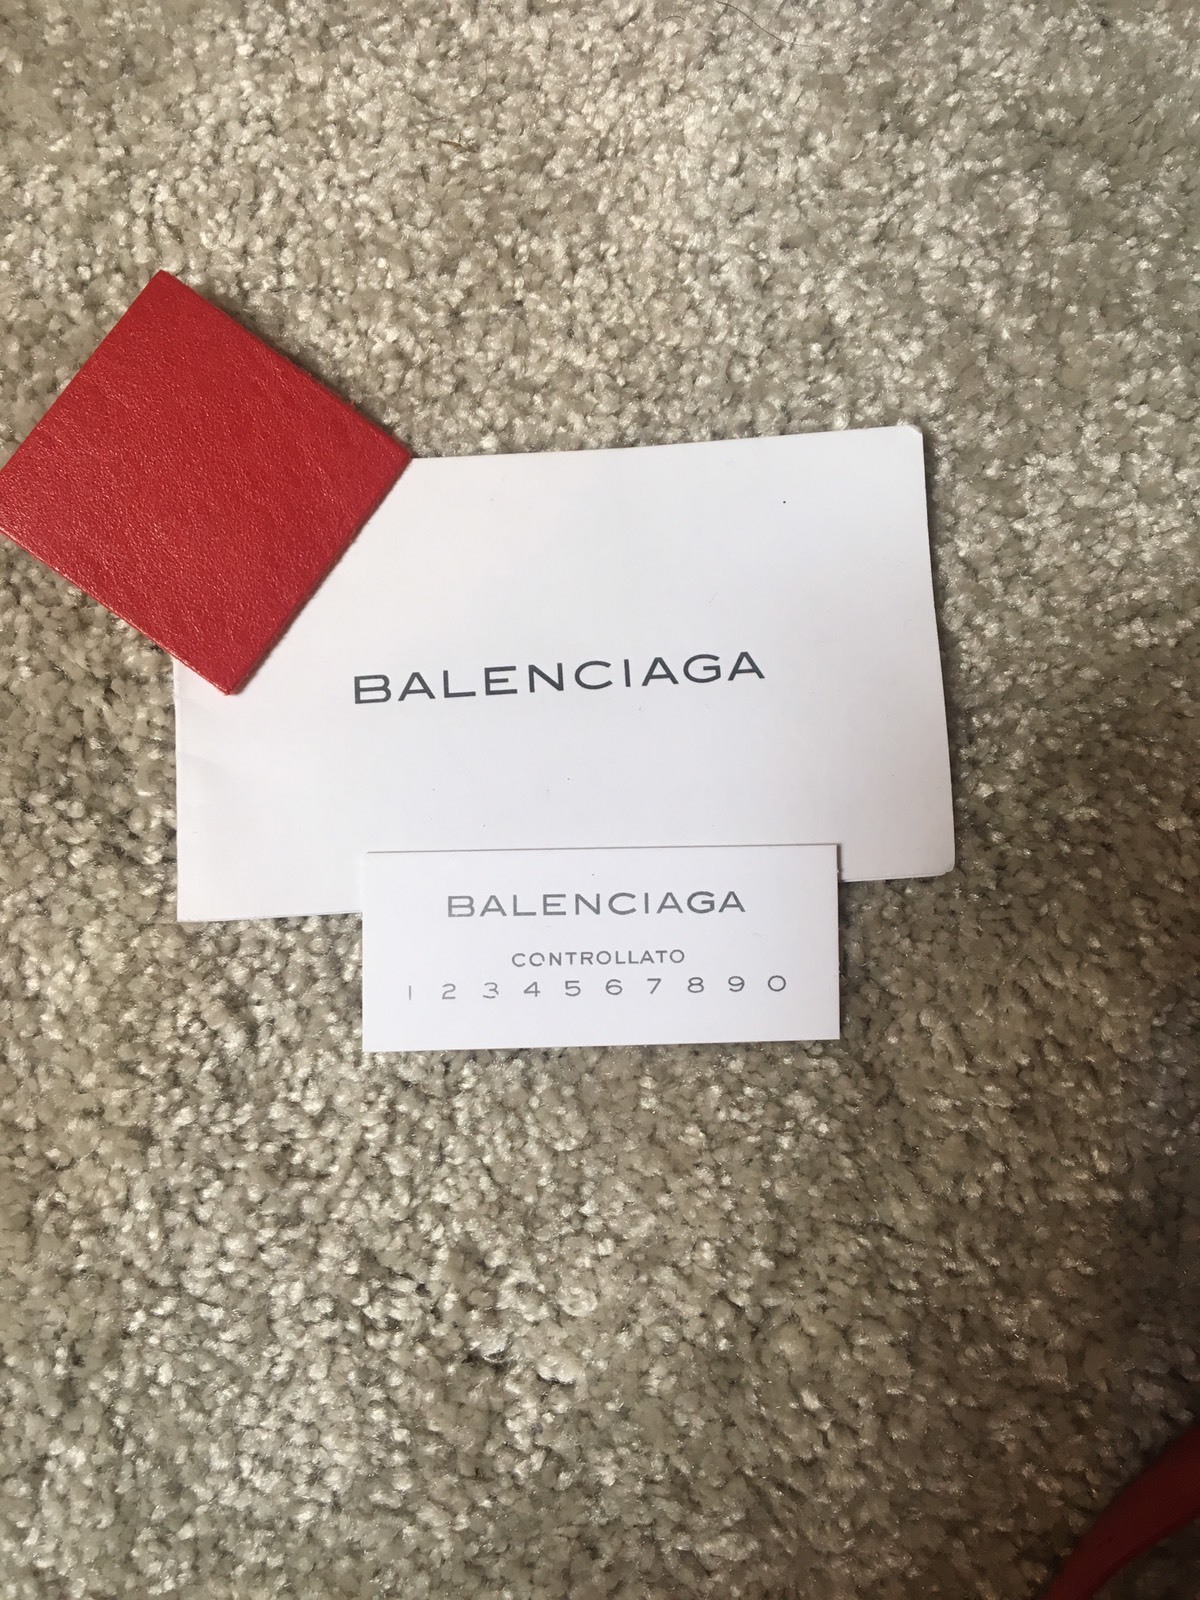 BALENCIAGA
BALENCIAGA
CONTROLLATO
1 2 3 4 5 6 7 8 9 0